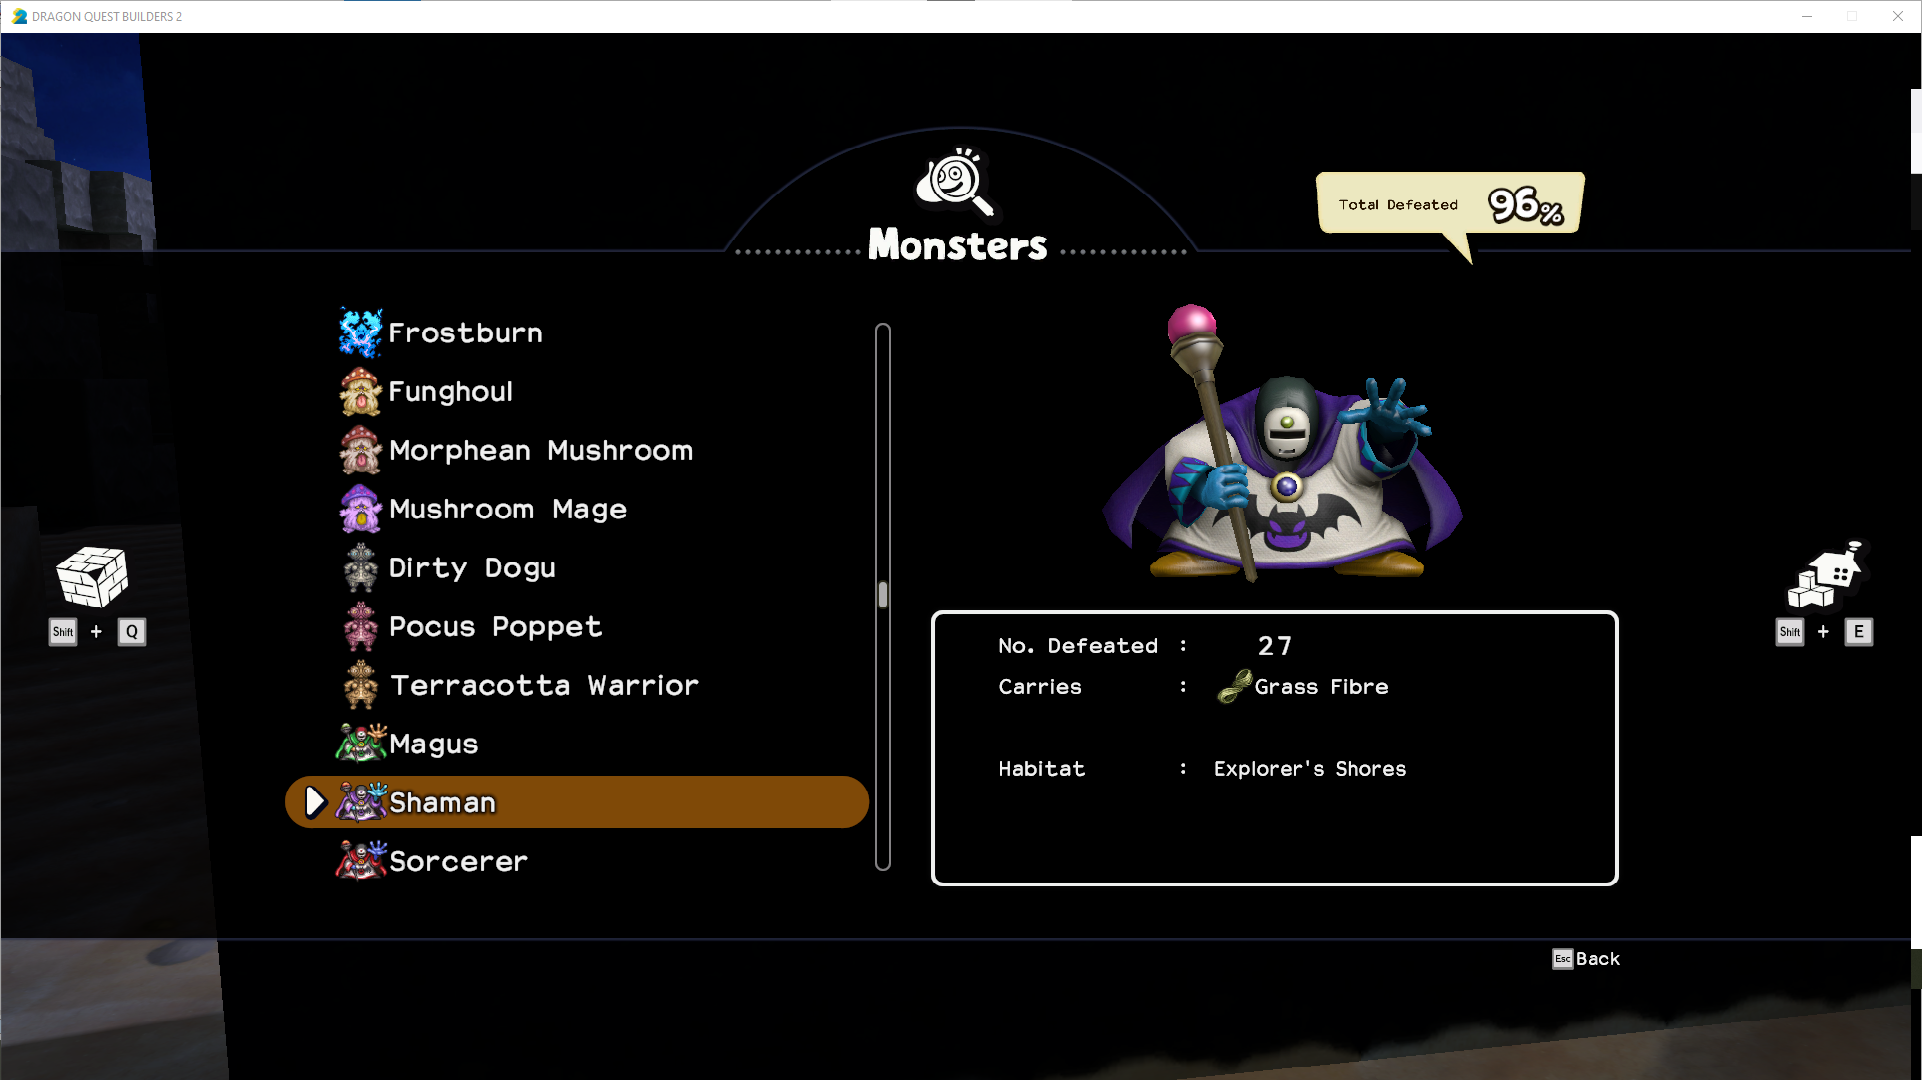 DRAGON QUEST BUILDERS 2
Monsters
Total Defeated 96%
Frostburn
Funghoul
Morphean Mushroom
Mushroom Mage
Dirty Dogu
Pocus Poppet
Terracotta Warrior
Magus
Shaman
Sorcerer
No. Defeated : 27
Carries : Grass Fibre
Habitat : Explorer's Shores
Shift + Q
Shift + E
Esc Back